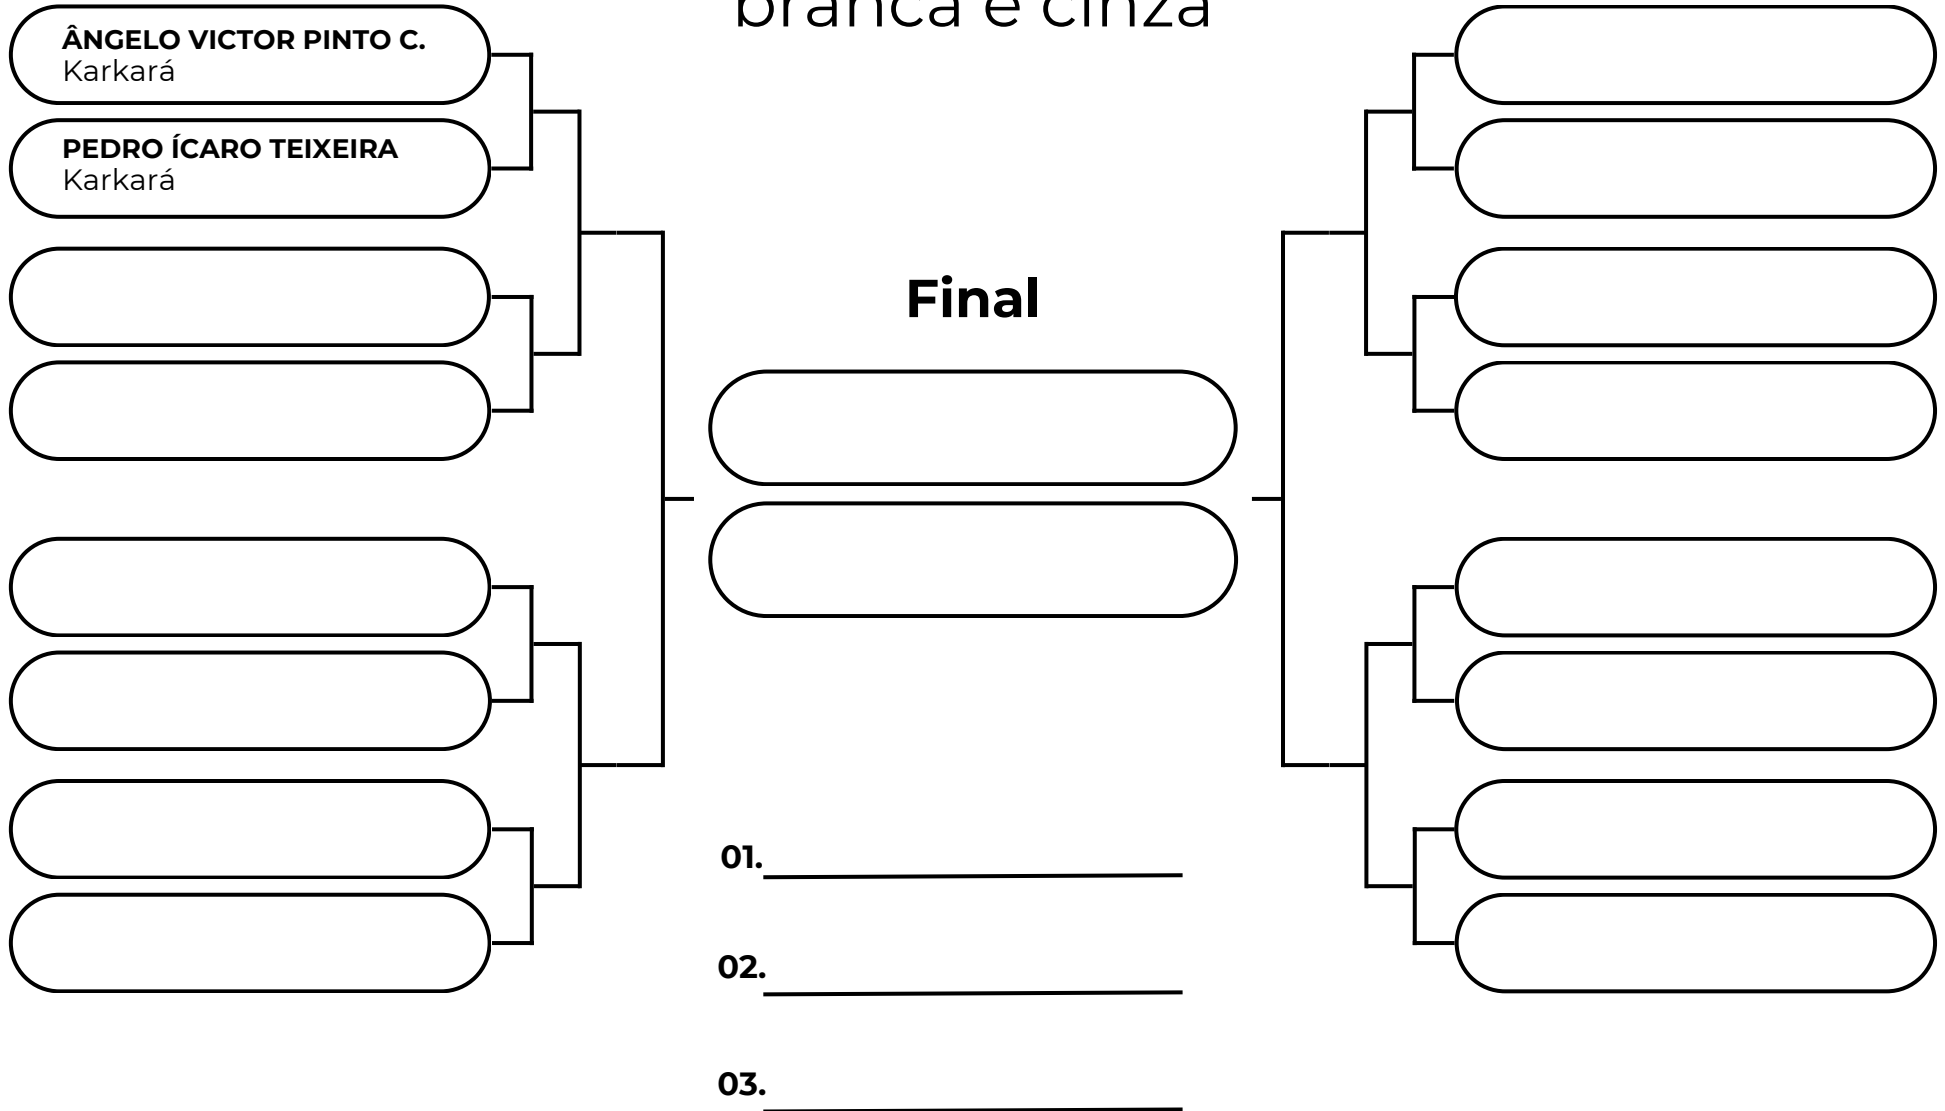 branca e cinza
ÂNGELO VICTOR PINTO C.
Karkará
PEDRO ÍCARO TEIXEIRA
Karkará
Final
01.
02.
03.